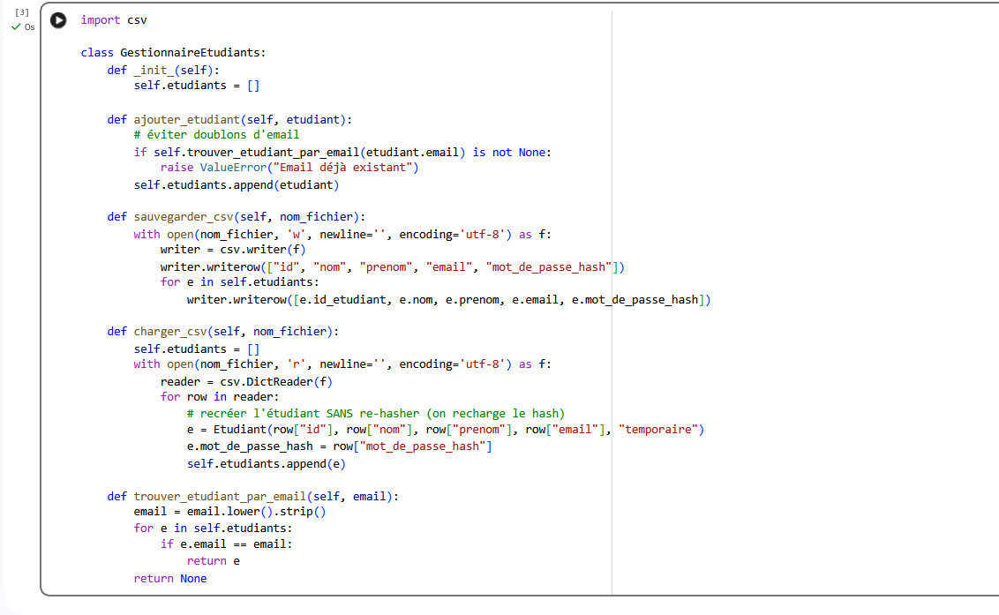 [3]
0s
import csv
class GestionnaireEtudiants:
    def _init_(self):
        self.etudiants = []
    def ajouter_etudiant(self, etudiant):
        # éviter doublons d'email
        if self.trouver_etudiant_par_email(etudiant.email) is not None:
            raise ValueError("Email déjà existant")
        self.etudiants.append(etudiant)
    def sauvegarder_csv(self, nom_fichier):
        with open(nom_fichier, 'w', newline='', encoding='utf-8') as f:
            writer = csv.writer(f)
            writer.writerow(["id", "nom", "prenom", "email", "mot_de_passe_hash"])
            for e in self.etudiants:
                writer.writerow([e.id_etudiant, e.nom, e.prenom, e.email, e.mot_de_passe_hash])
    def charger_csv(self, nom_fichier):
        self.etudiants = []
        with open(nom_fichier, 'r', newline='', encoding='utf-8') as f:
            reader = csv.DictReader(f)
            for row in reader:
                # recréer l'étudiant SANS re-hasher (on recharge le hash)
                e = Etudiant(row["id"], row["nom"], row["prenom"], row["email"], "temporaire")
                e.mot_de_passe_hash = row["mot_de_passe_hash"]
                self.etudiants.append(e)
    def trouver_etudiant_par_email(self, email):
        email = email.lower().strip()
        for e in self.etudiants:
            if e.email == email:
                return e
        return None